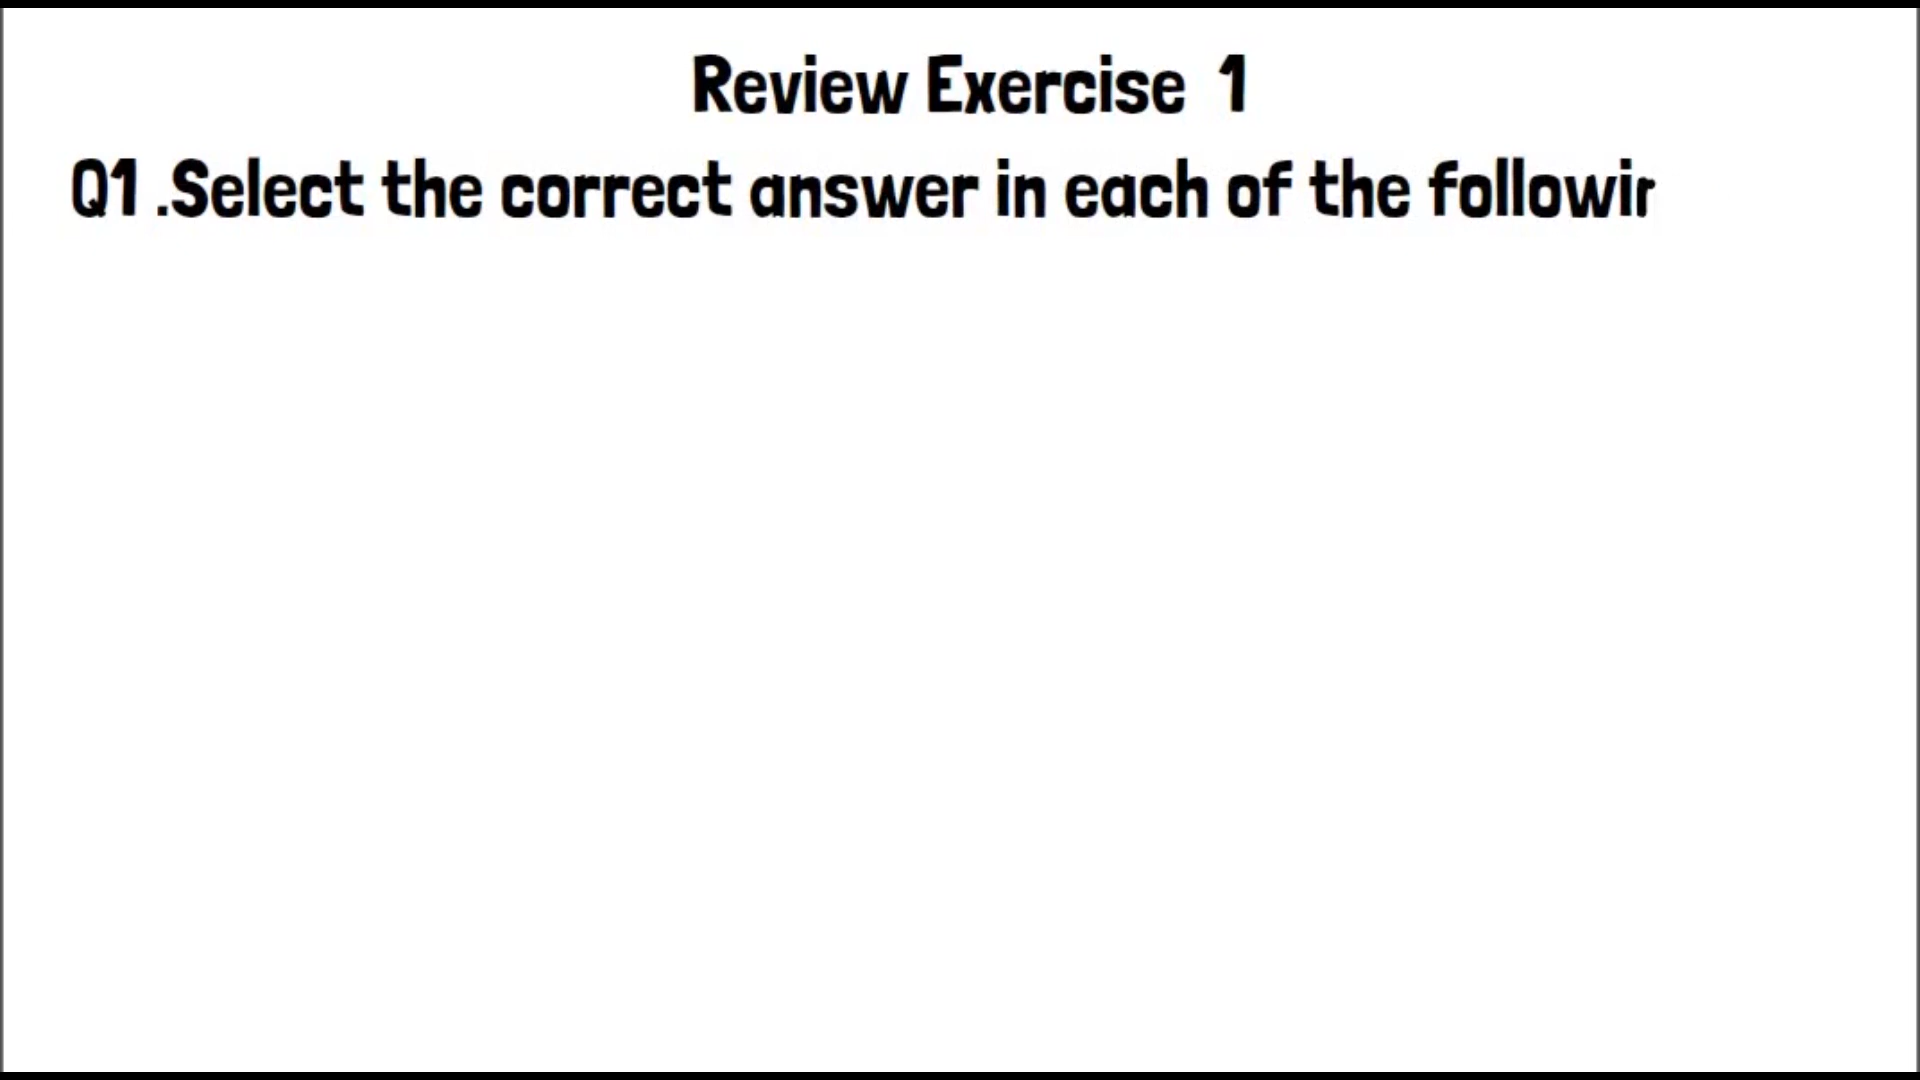 Review Exercise 1
Q1 .Select the correct answer in each of the followir